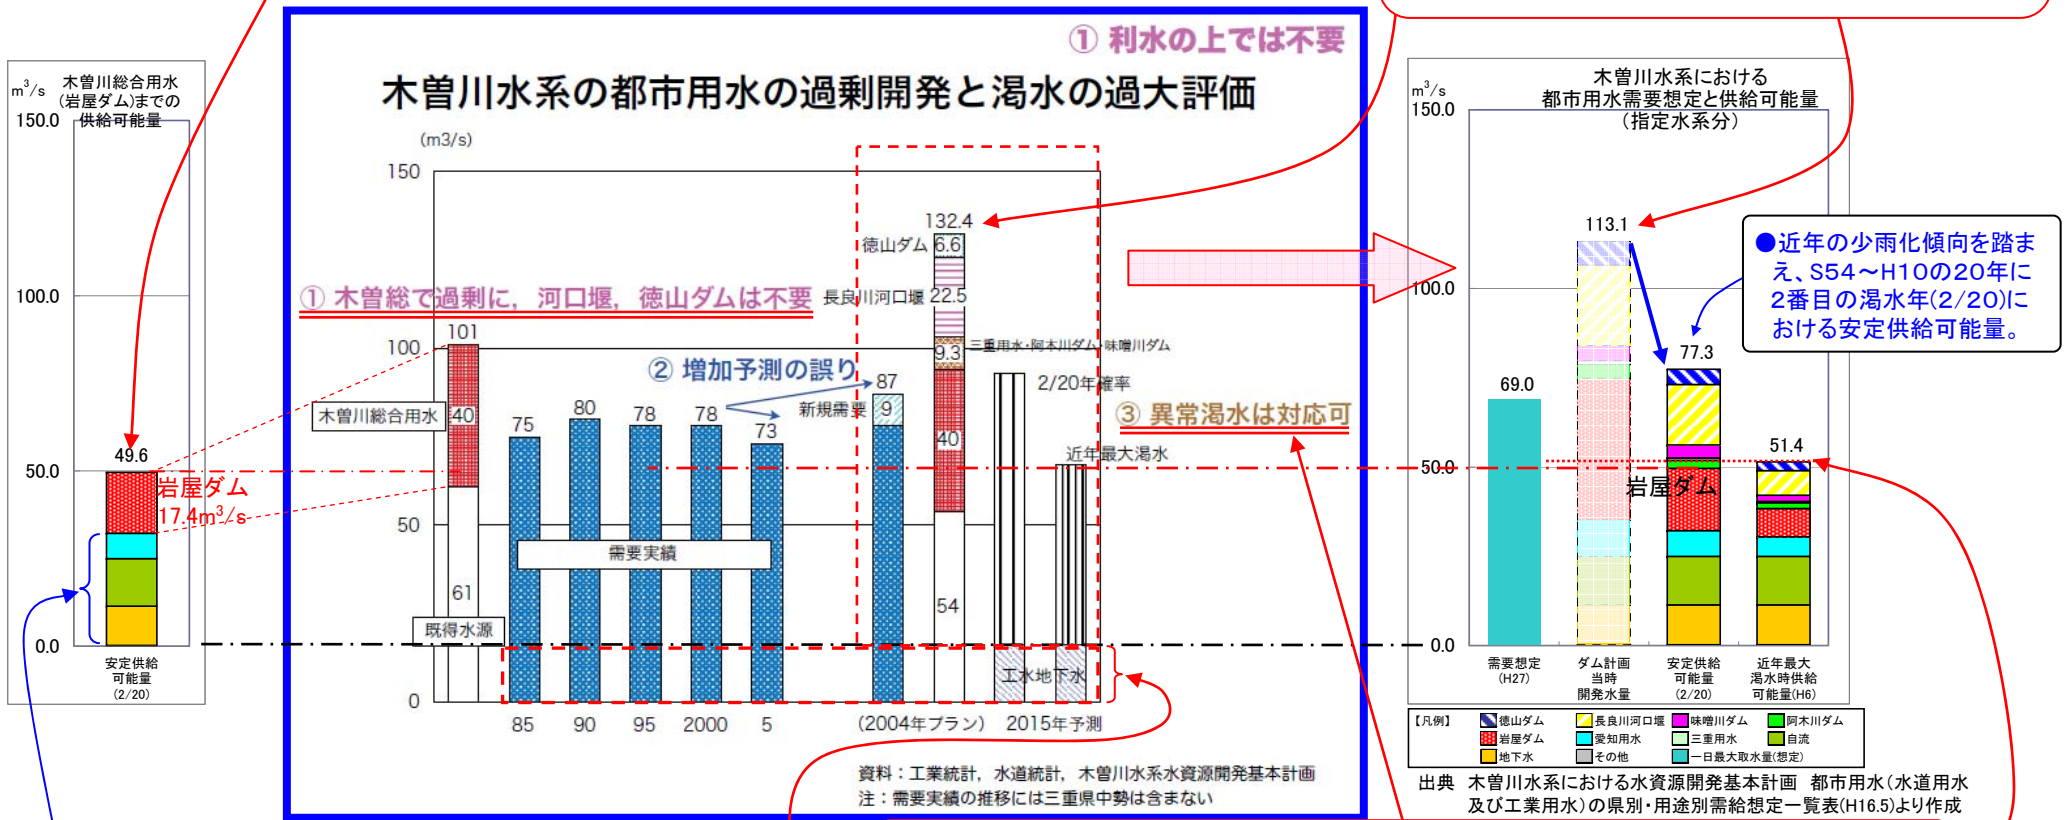 m³/s
木曽川総合用水
(岩屋ダム)までの
供給可能量
150.0
100.0
50.0
0.0
49.6
岩屋ダム
17.4m³/s
安定供給
可能量
(2/20)
① 利水の上では不要
木曽川水系の都市用水の過剰開発と渇水の過大評価
(m3/s)
150
100
50
0
① 木曽総で過剰に，河口堰，徳山ダムは不要
101
40
61
木曽川総合用水
既得水源
② 増加予測の誤り
75
80
78
78
73
需要実績
87
新規需要
9
132.4
徳山ダム
6.6
長良川河口堰
22.5
9.3
三重用水・阿木川ダム・味噌川ダム
40
54
2/20年確率
③ 異常渇水は対応可
近年最大渇水
工水地下水
85
90
95
2000
5
(2004年プラン)
2015年予測
資料：工業統計，水道統計，木曽川水系水資源開発基本計画
注：需要実績の推移には三重県中勢は含まない
木曽川水系における
都市用水需要想定と供給可能量
（指定水系分）
m³/s
150.0
100.0
50.0
0.0
113.1
69.0
77.3
51.4
岩屋ダム
●近年の少雨化傾向を踏ま
え、S54～H10の20年に
2番目の渇水年(2/20)に
おける安定供給可能量。
需要想定
(H27)
ダム計画
当時
開発水量
安定供給
可能量
(2/20)
近年最大
渇水時供給
可能量(H6)
【凡例】
徳山ダム
長良川河口堰
味噌川ダム
阿木川ダム
岩屋ダム
愛知用水
三重用水
自流
地下水
その他
一日最大取水量(想定)
出典 木曽川水系における水資源開発基本計画 都市用水(水道用水
及び工業用水)の県別・用途別需給想定一覧表(H16.5)より作成